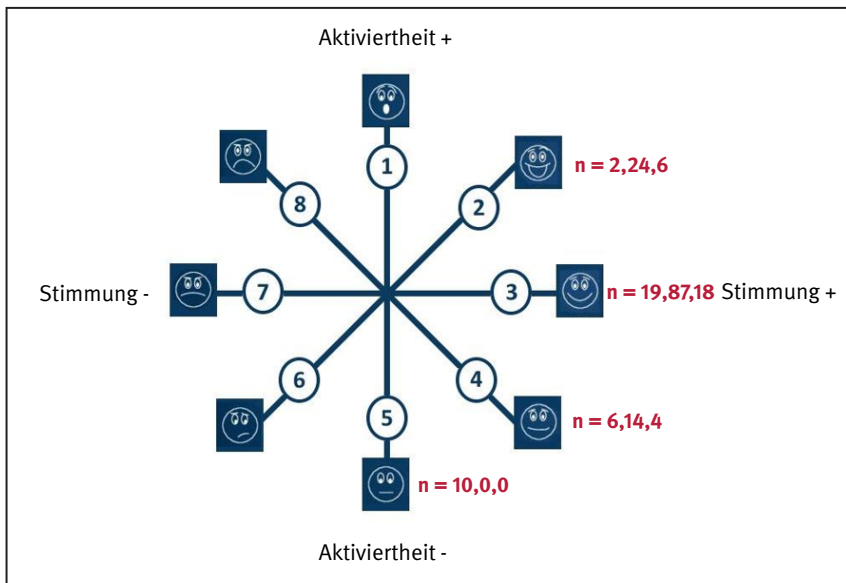 Aktiviertheit +
1
2
n = 2,24,6
8
Stimmung -
7
3
n = 19,87,18
Stimmung +
6
4
n = 6,14,4
5
n = 10,0,0
Aktiviertheit -